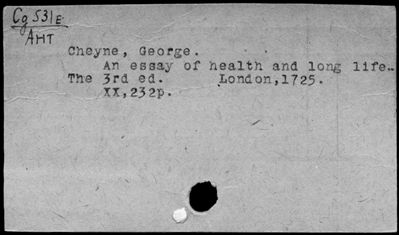 Cg 531E
AHT
Cheyne, George.
An essay of health and long life..
The 3rd ed. London,1725.
XX,232p.